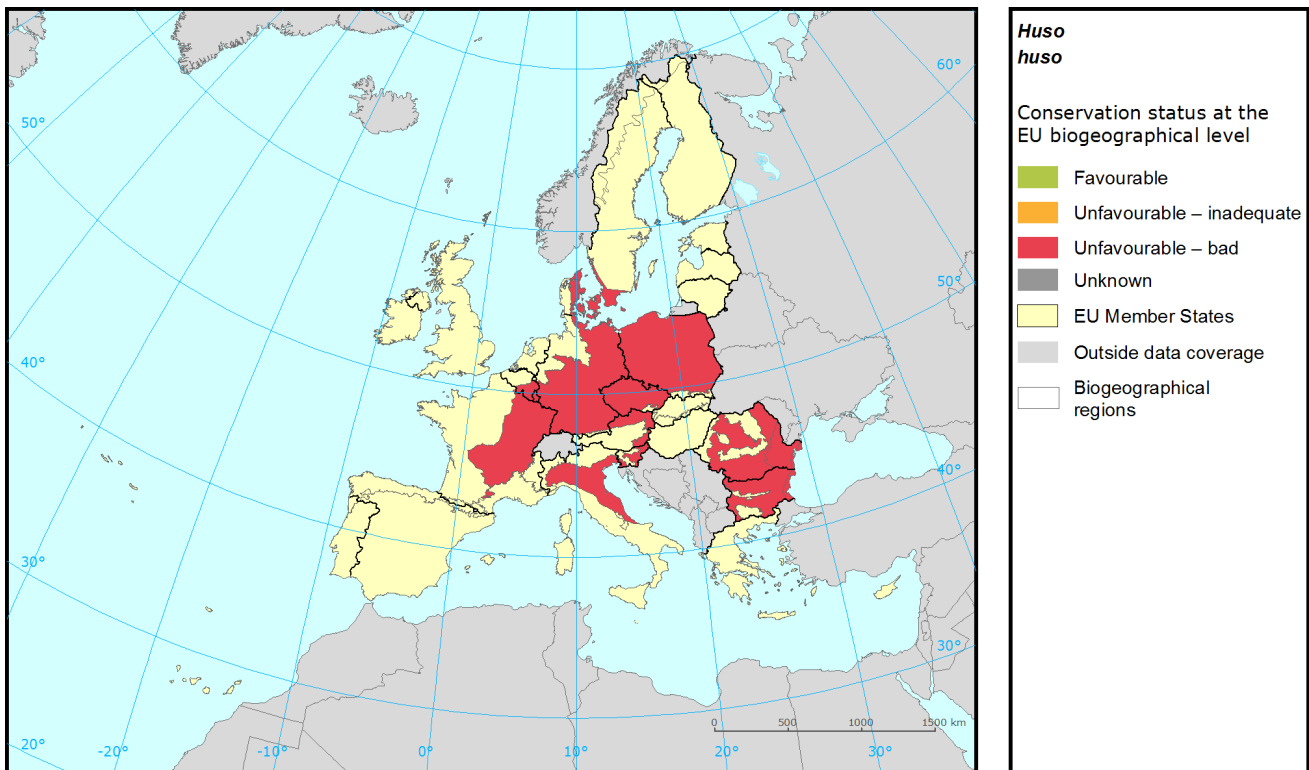 Huso
huso
Conservation status at the
EU biogeographical level
Favourable
Unfavourable – inadequate
Unfavourable – bad
Unknown
EU Member States
Outside data coverage
Biogeographical
regions
60°
50°
50°
40°
40°
30°
30°
20°
-20°
-10°
0°
10°
20°
30°
0 500 1000 1500 km